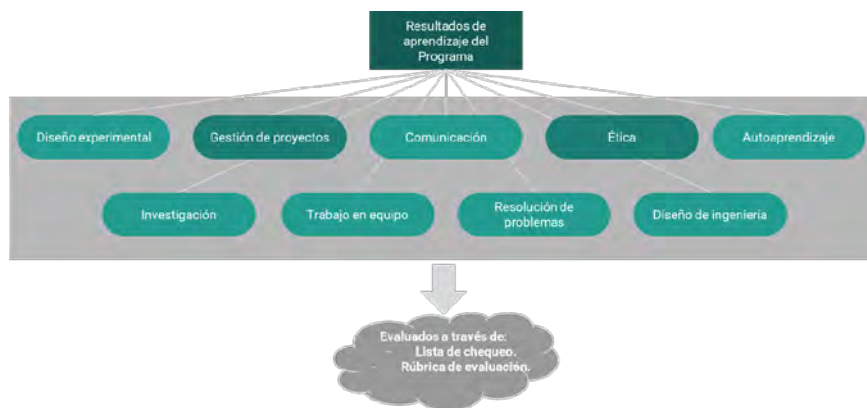 Resultados de
aprendizaje del
Programa
Diseño experimental
Gestión de proyectos
Comunicación
Ética
Autoaprendizaje
Investigación
Trabajo en equipo
Resolución de
problemas
Diseño de ingeniería
Evaluados a través de:
Lista de chequeo.
Rúbrica de evaluación.